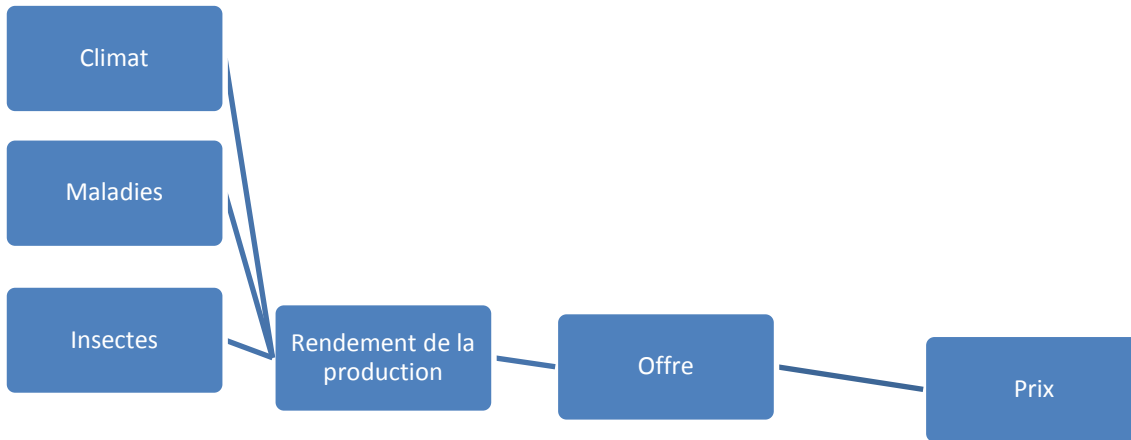 Climat
Maladies
Insectes
Rendement de la
production
Offre
Prix